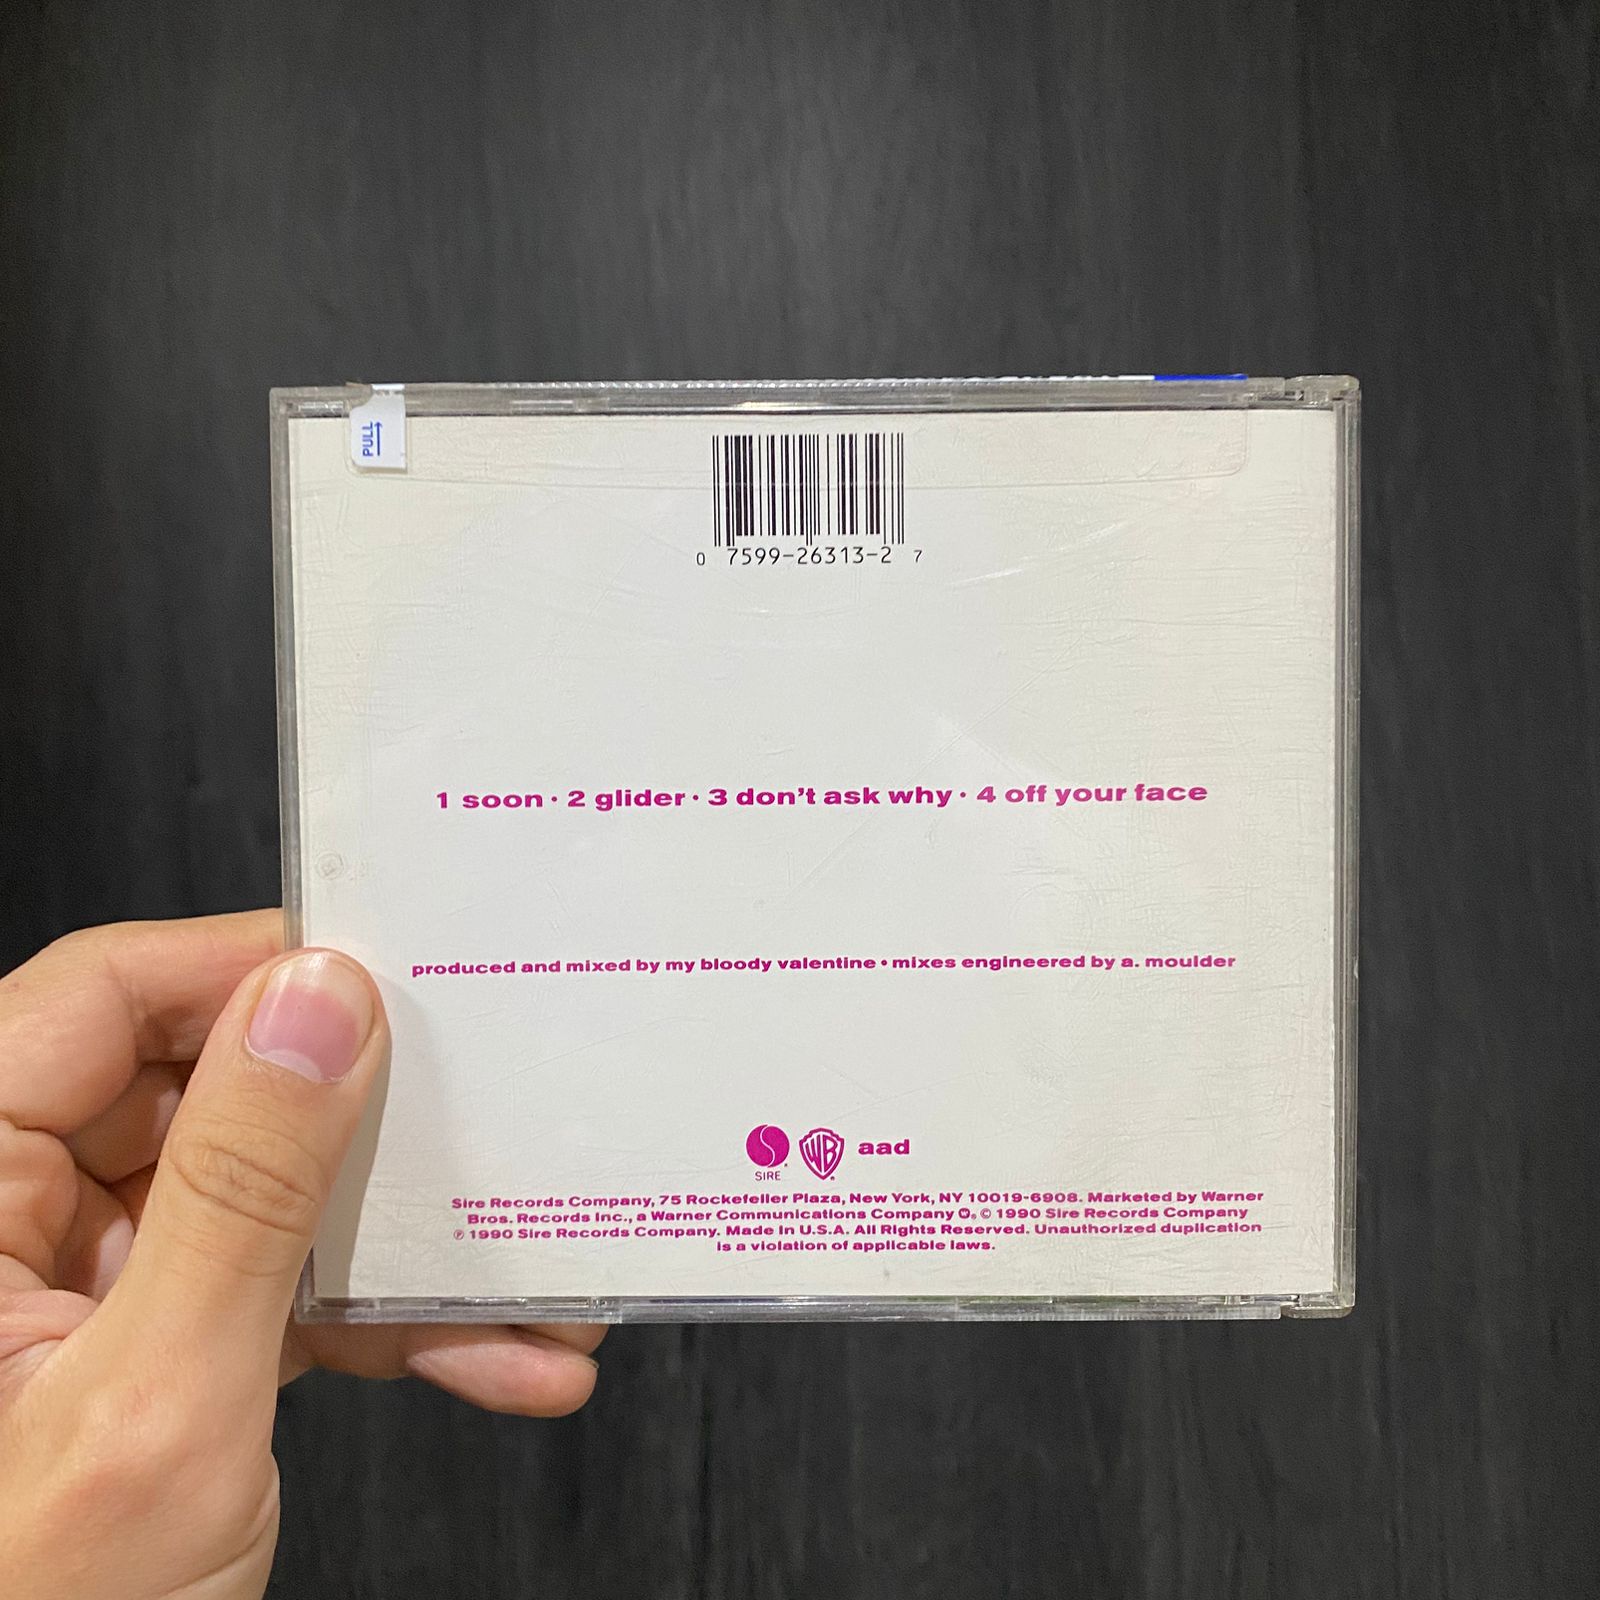 PULL
0 7599-26313-2 7
1 soon · 2 glider · 3 don't ask why · 4 off your face
produced and mixed by my bloody valentine • mixes engineered by a. moulder
SIRE WB aad
Sire Records Company, 75 Rockefeller Plaza, New York, NY 10019-6908. Marketed by Warner
Bros. Records Inc., a Warner Communications Company Ⓦ, © 1990 Sire Records Company
℗ 1990 Sire Records Company. Made in U.S.A. All Rights Reserved. Unauthorized duplication
is a violation of applicable laws.